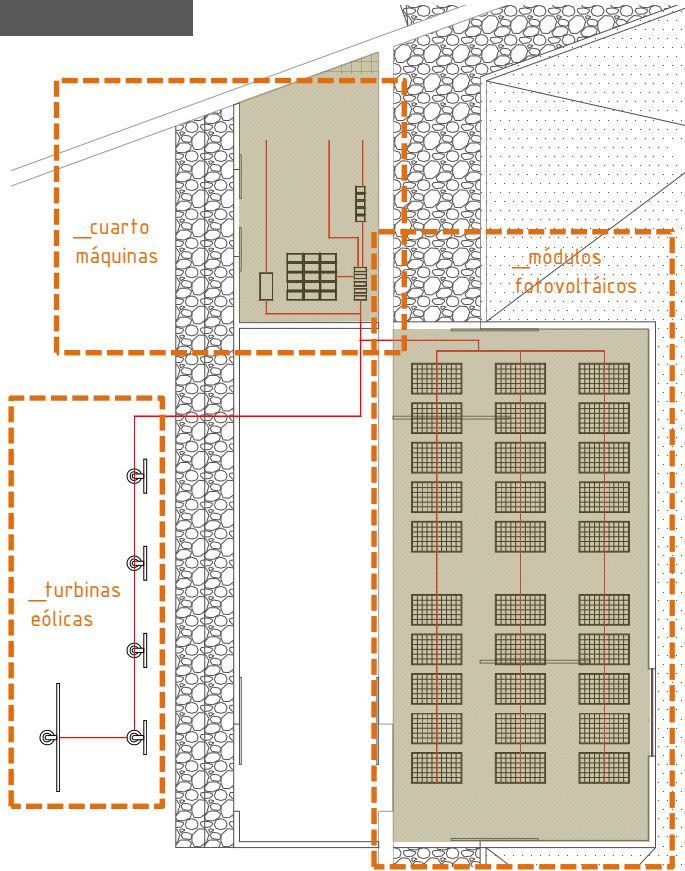 __cuarto
máquinas
__módulos
fotovoltáicos
__turbinas
eólicas